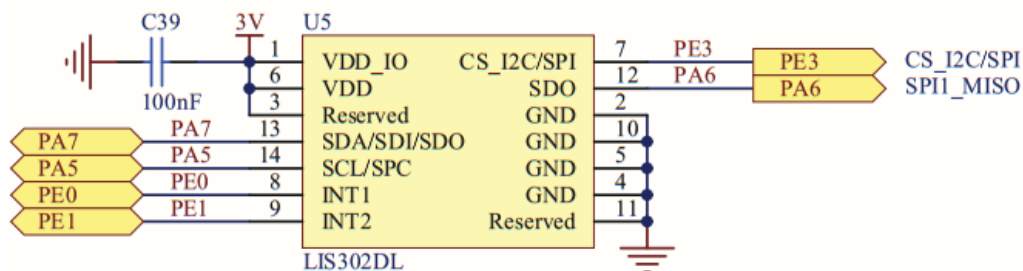 C39 3V U5
1 VDD_IO CS_I2C/SPI 7 PE3 PE3 CS_I2C/SPI
6 VDD SDO 12 PA6 PA6 SPI1_MISO
100nF 3 Reserved GND 2
PA7 PA7 13 SDA/SDI/SDO GND 10
PA5 PA5 14 SCL/SPC GND 5
PE0 PE0 8 INT1 GND 4
PE1 PE1 9 INT2 Reserved 11
LIS302DL